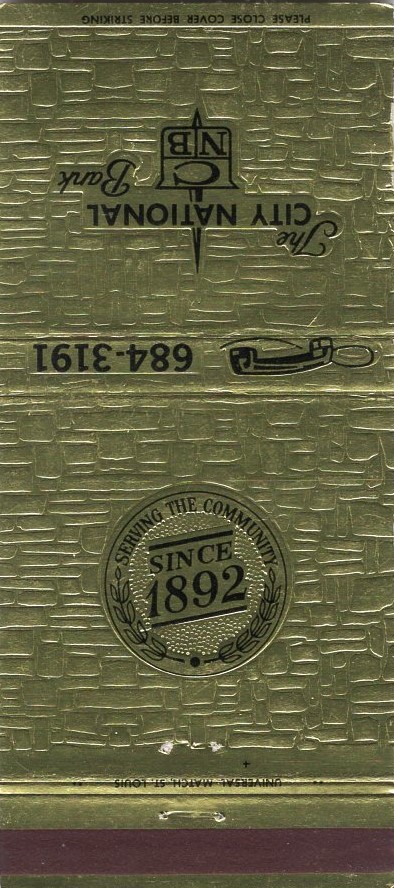 PLEASE CLOSE COVER BEFORE STRIKING
C
NB
The
CITY NATIONAL
Bank
684-3191
SERVING THE COMMUNITY
SINCE
1892
UNIVERSAL MATCH, ST. LOUIS